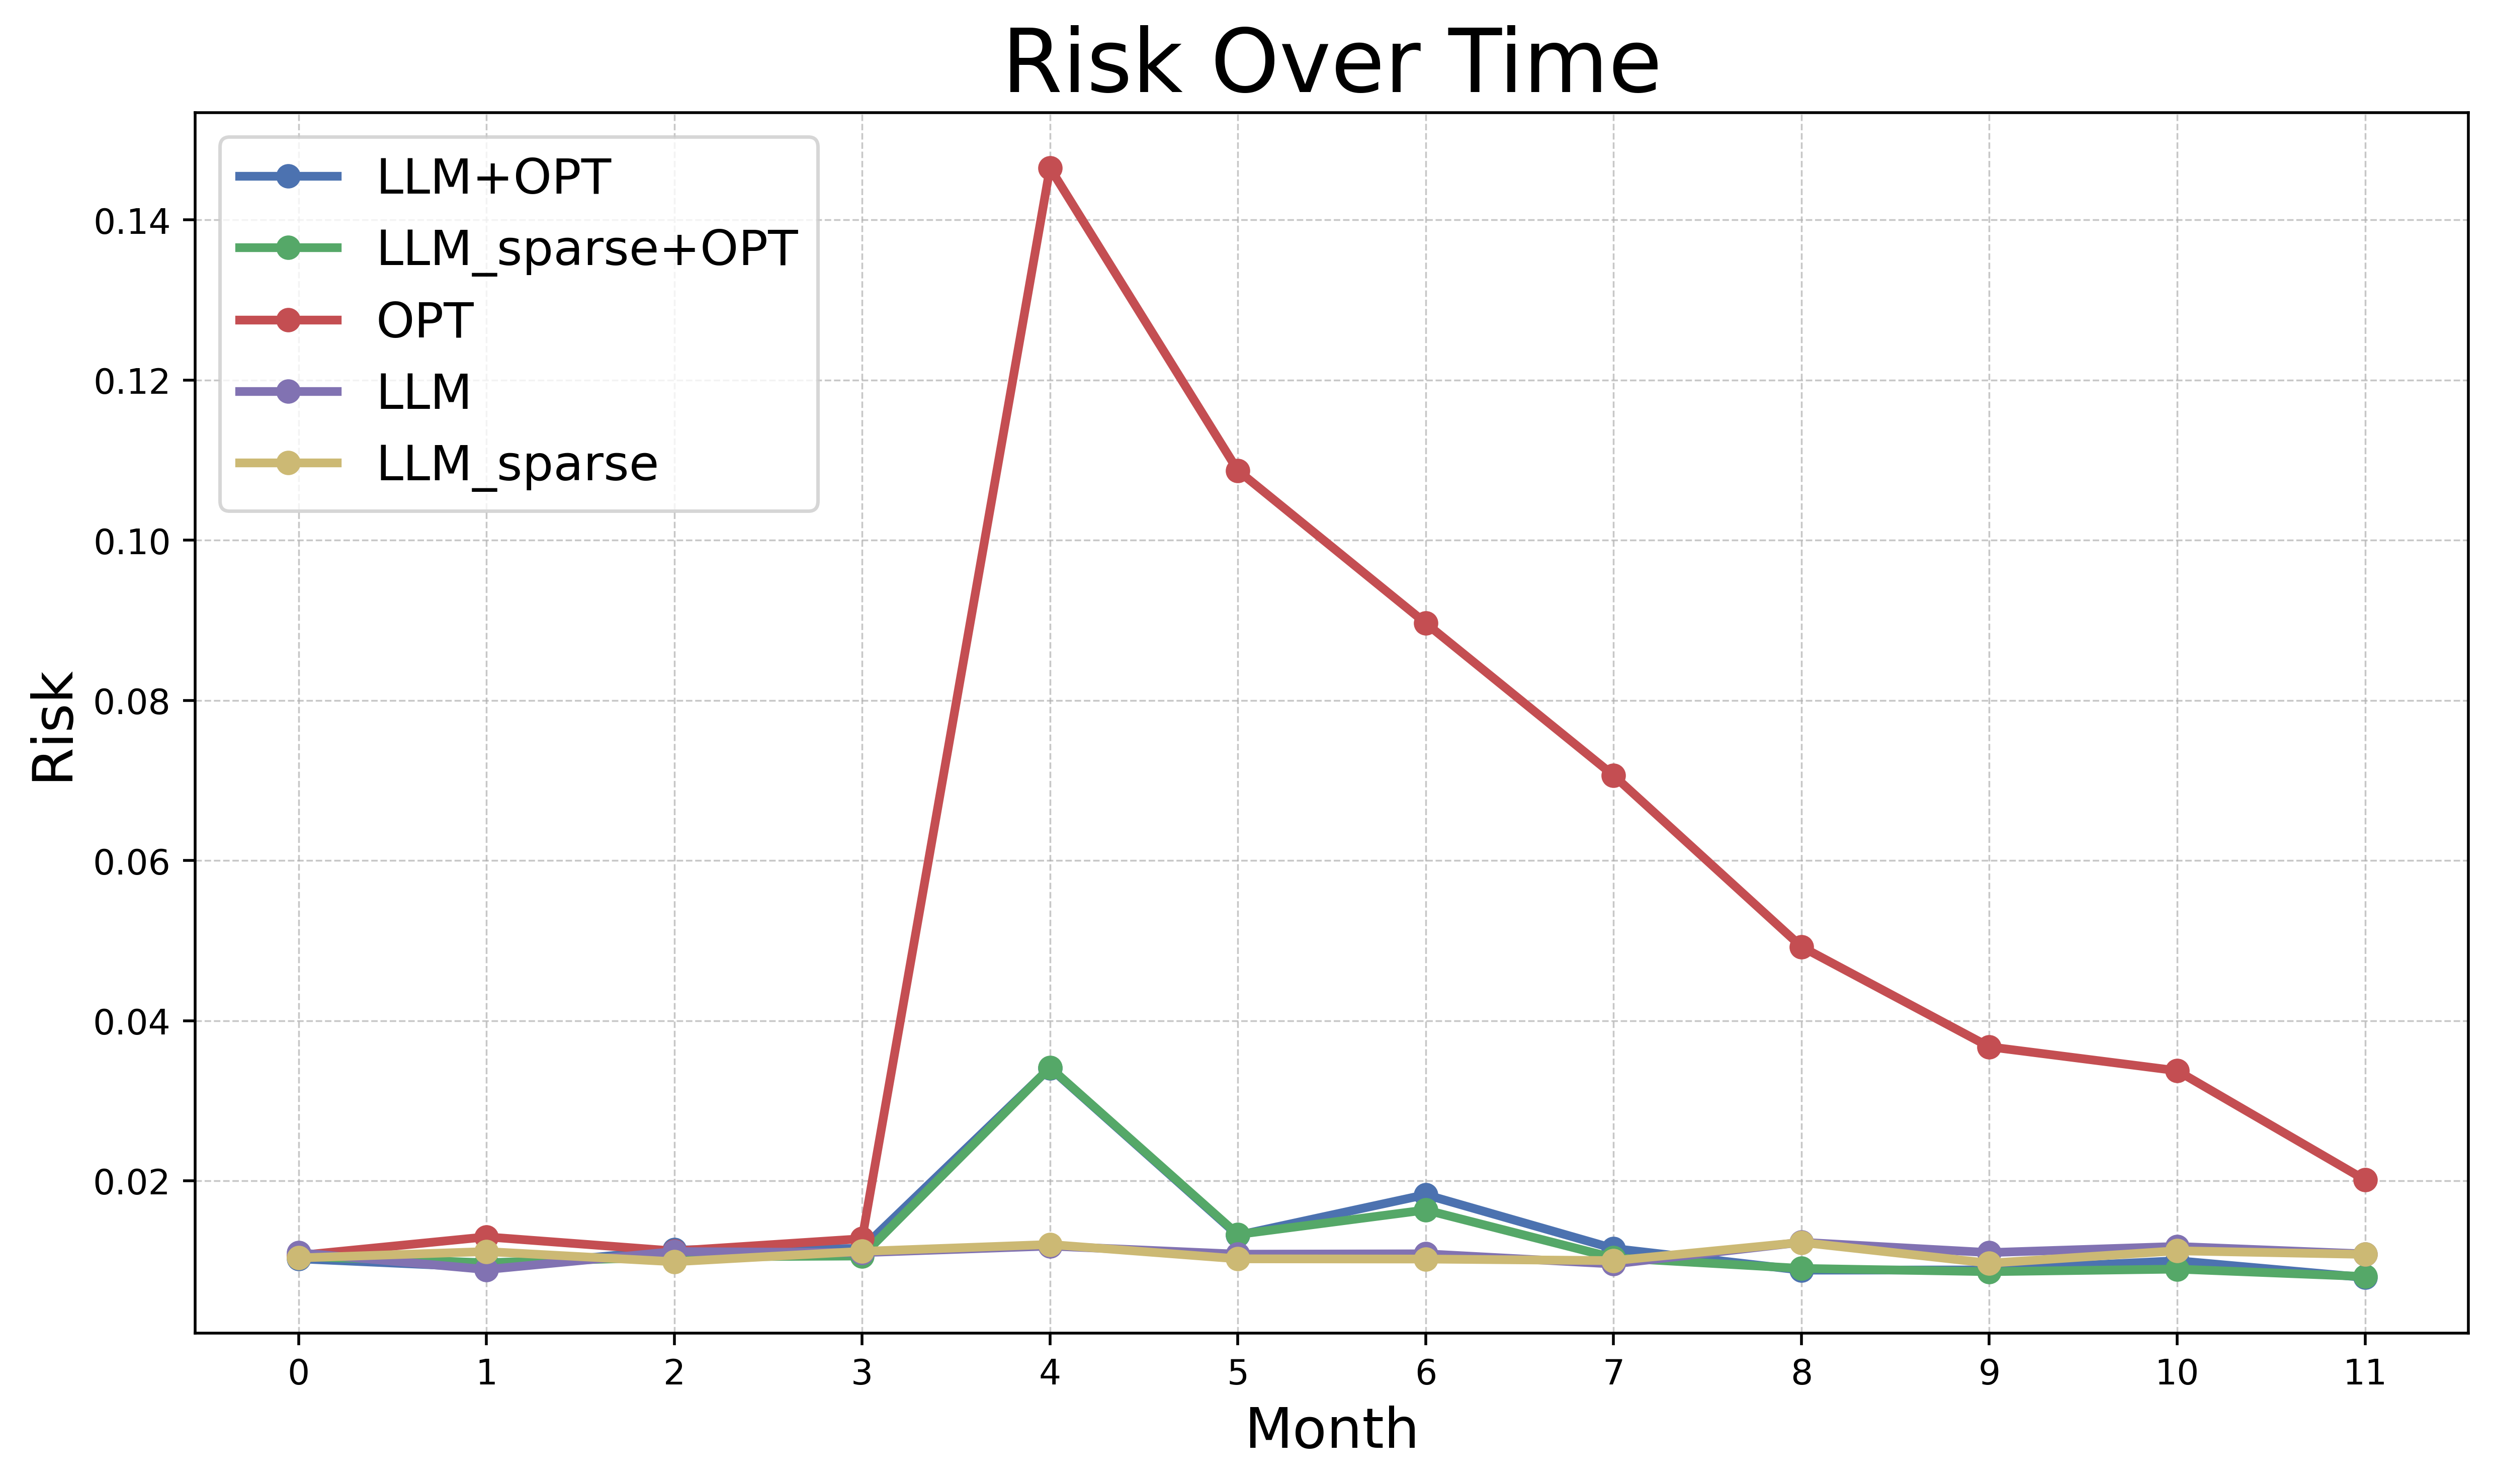 Risk Over Time
LLM+OPT
LLM_sparse+OPT
OPT
LLM
LLM_sparse
0.14
0.12
0.10
0.08
0.06
0.04
0.02
Risk
0 1 2 3 4 5 6 7 8 9 10 11
Month